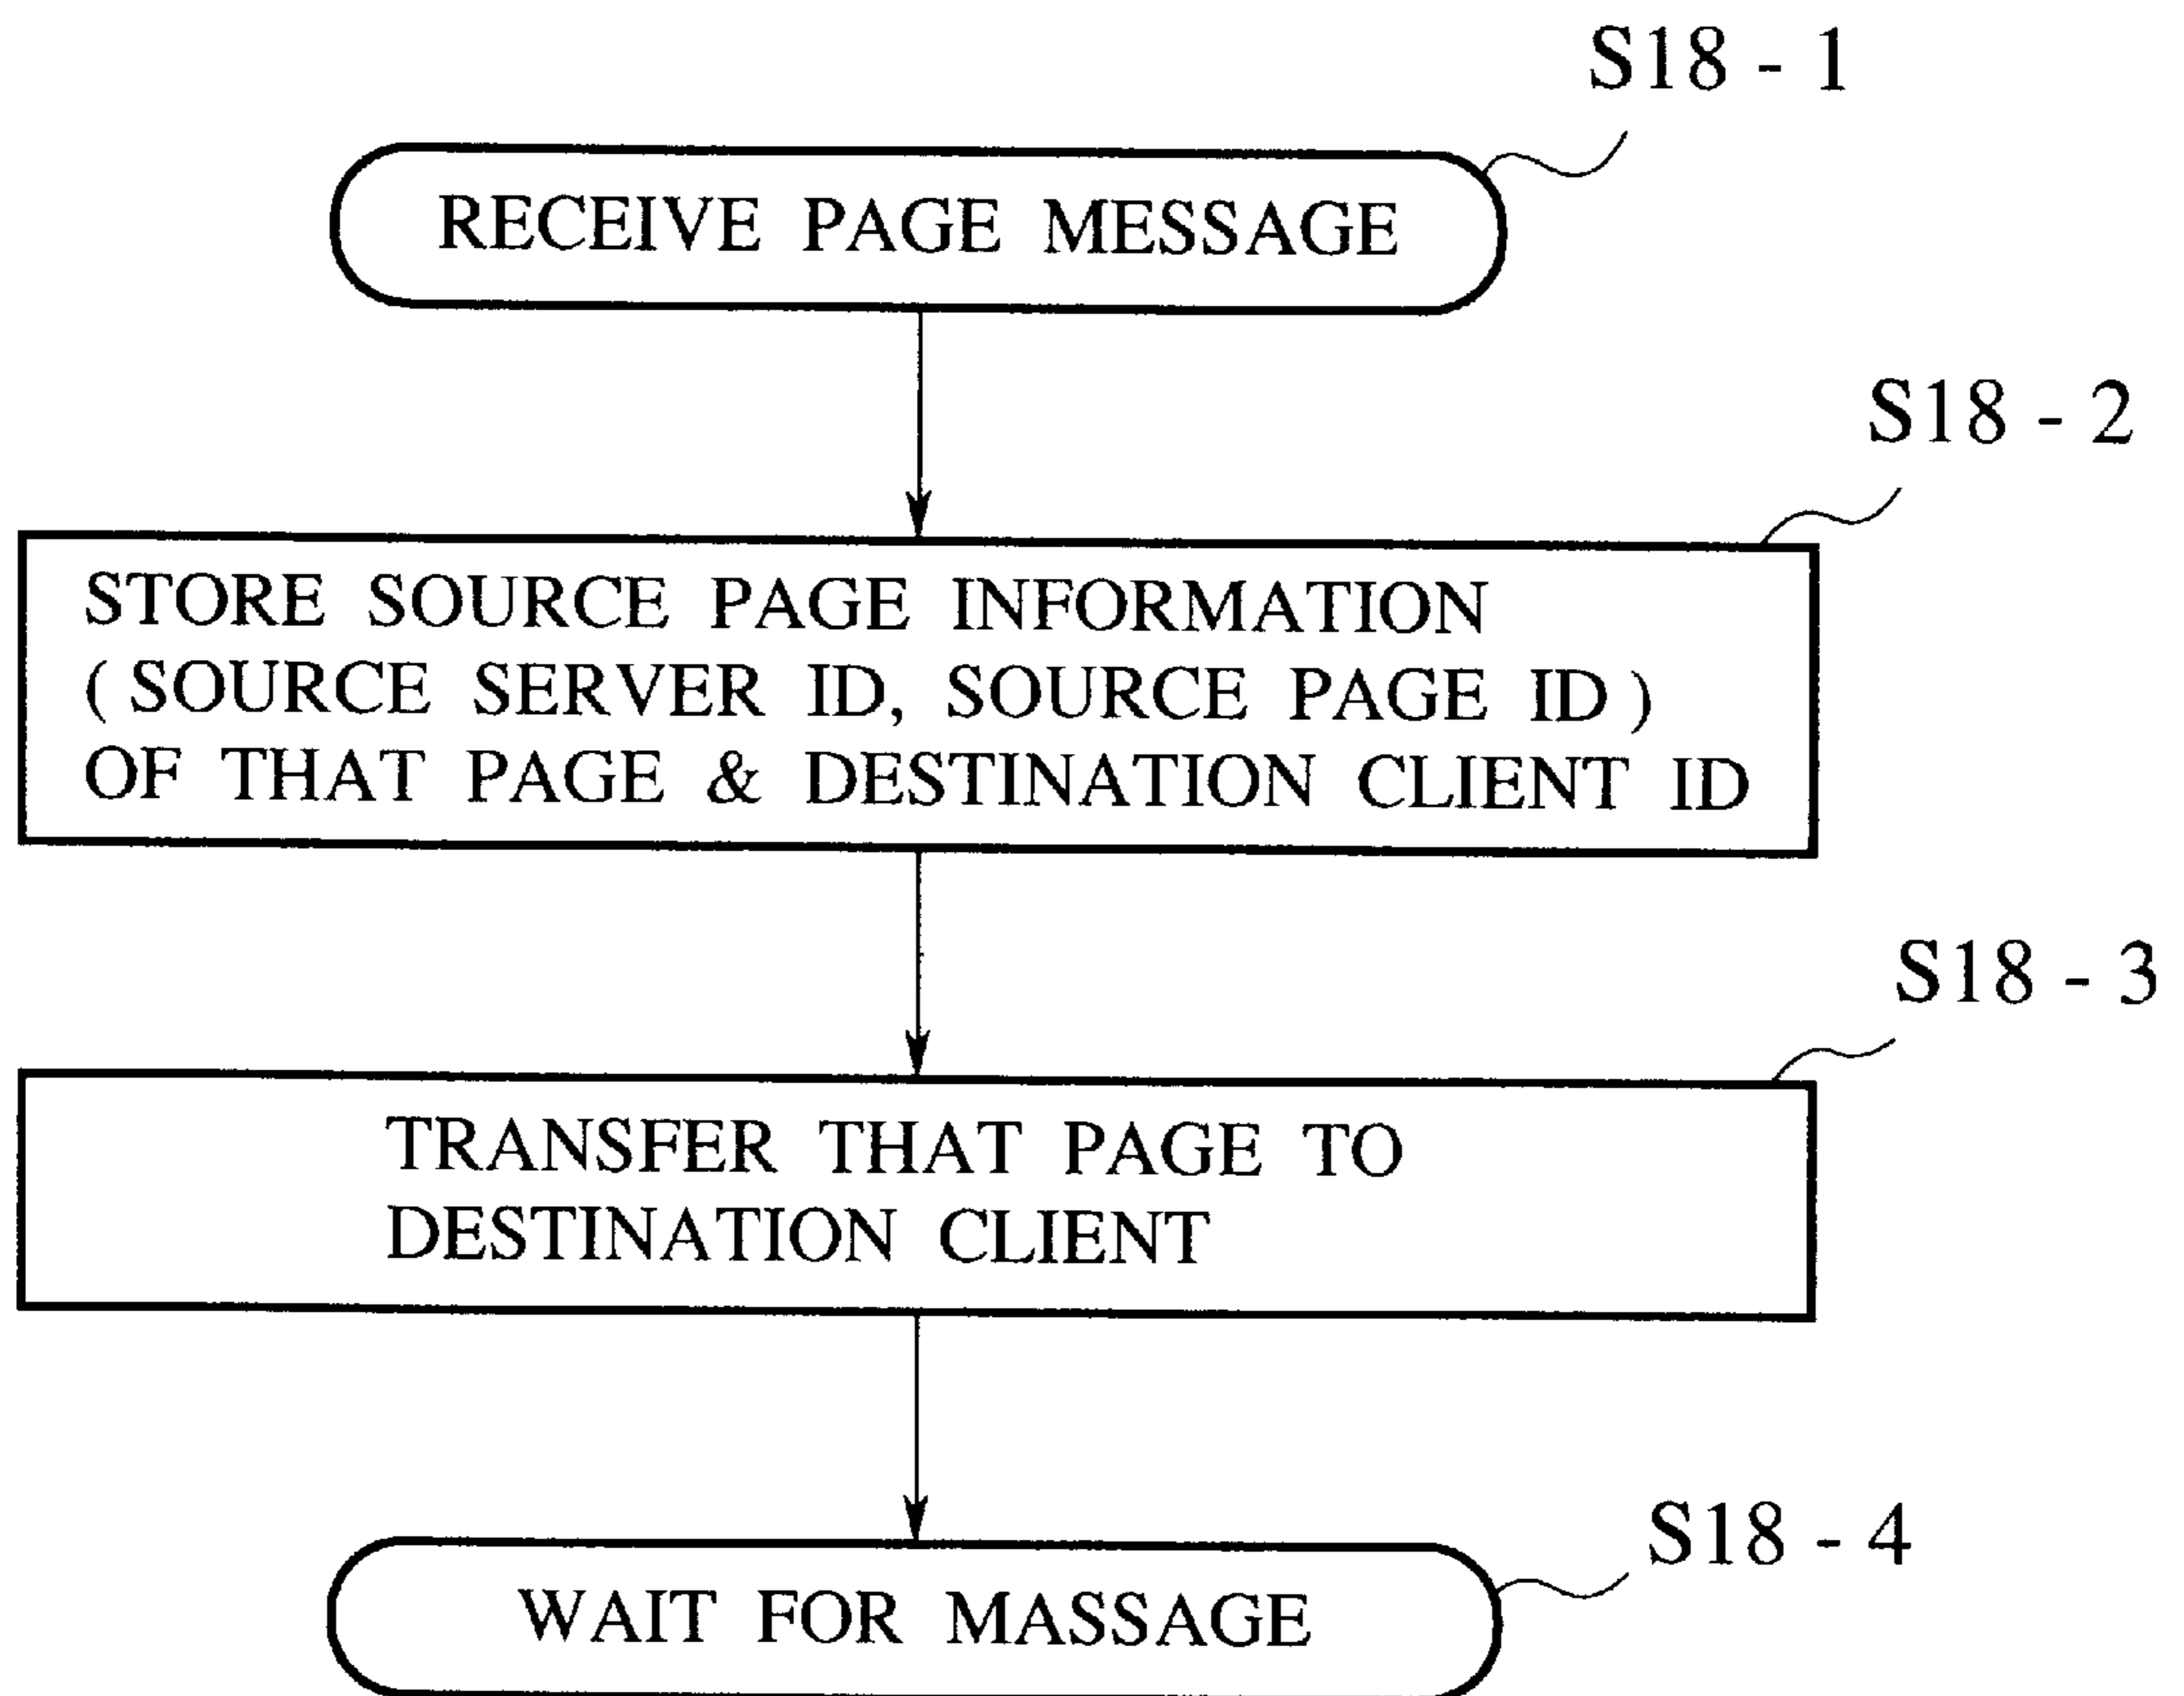 S18 - 1
RECEIVE PAGE MESSAGE
S18 - 2
STORE SOURCE PAGE INFORMATION
( SOURCE SERVER ID, SOURCE PAGE ID )
OF THAT PAGE & DESTINATION CLIENT ID
S18 - 3
TRANSFER THAT PAGE TO
DESTINATION CLIENT
S18 - 4
WAIT FOR MASSAGE